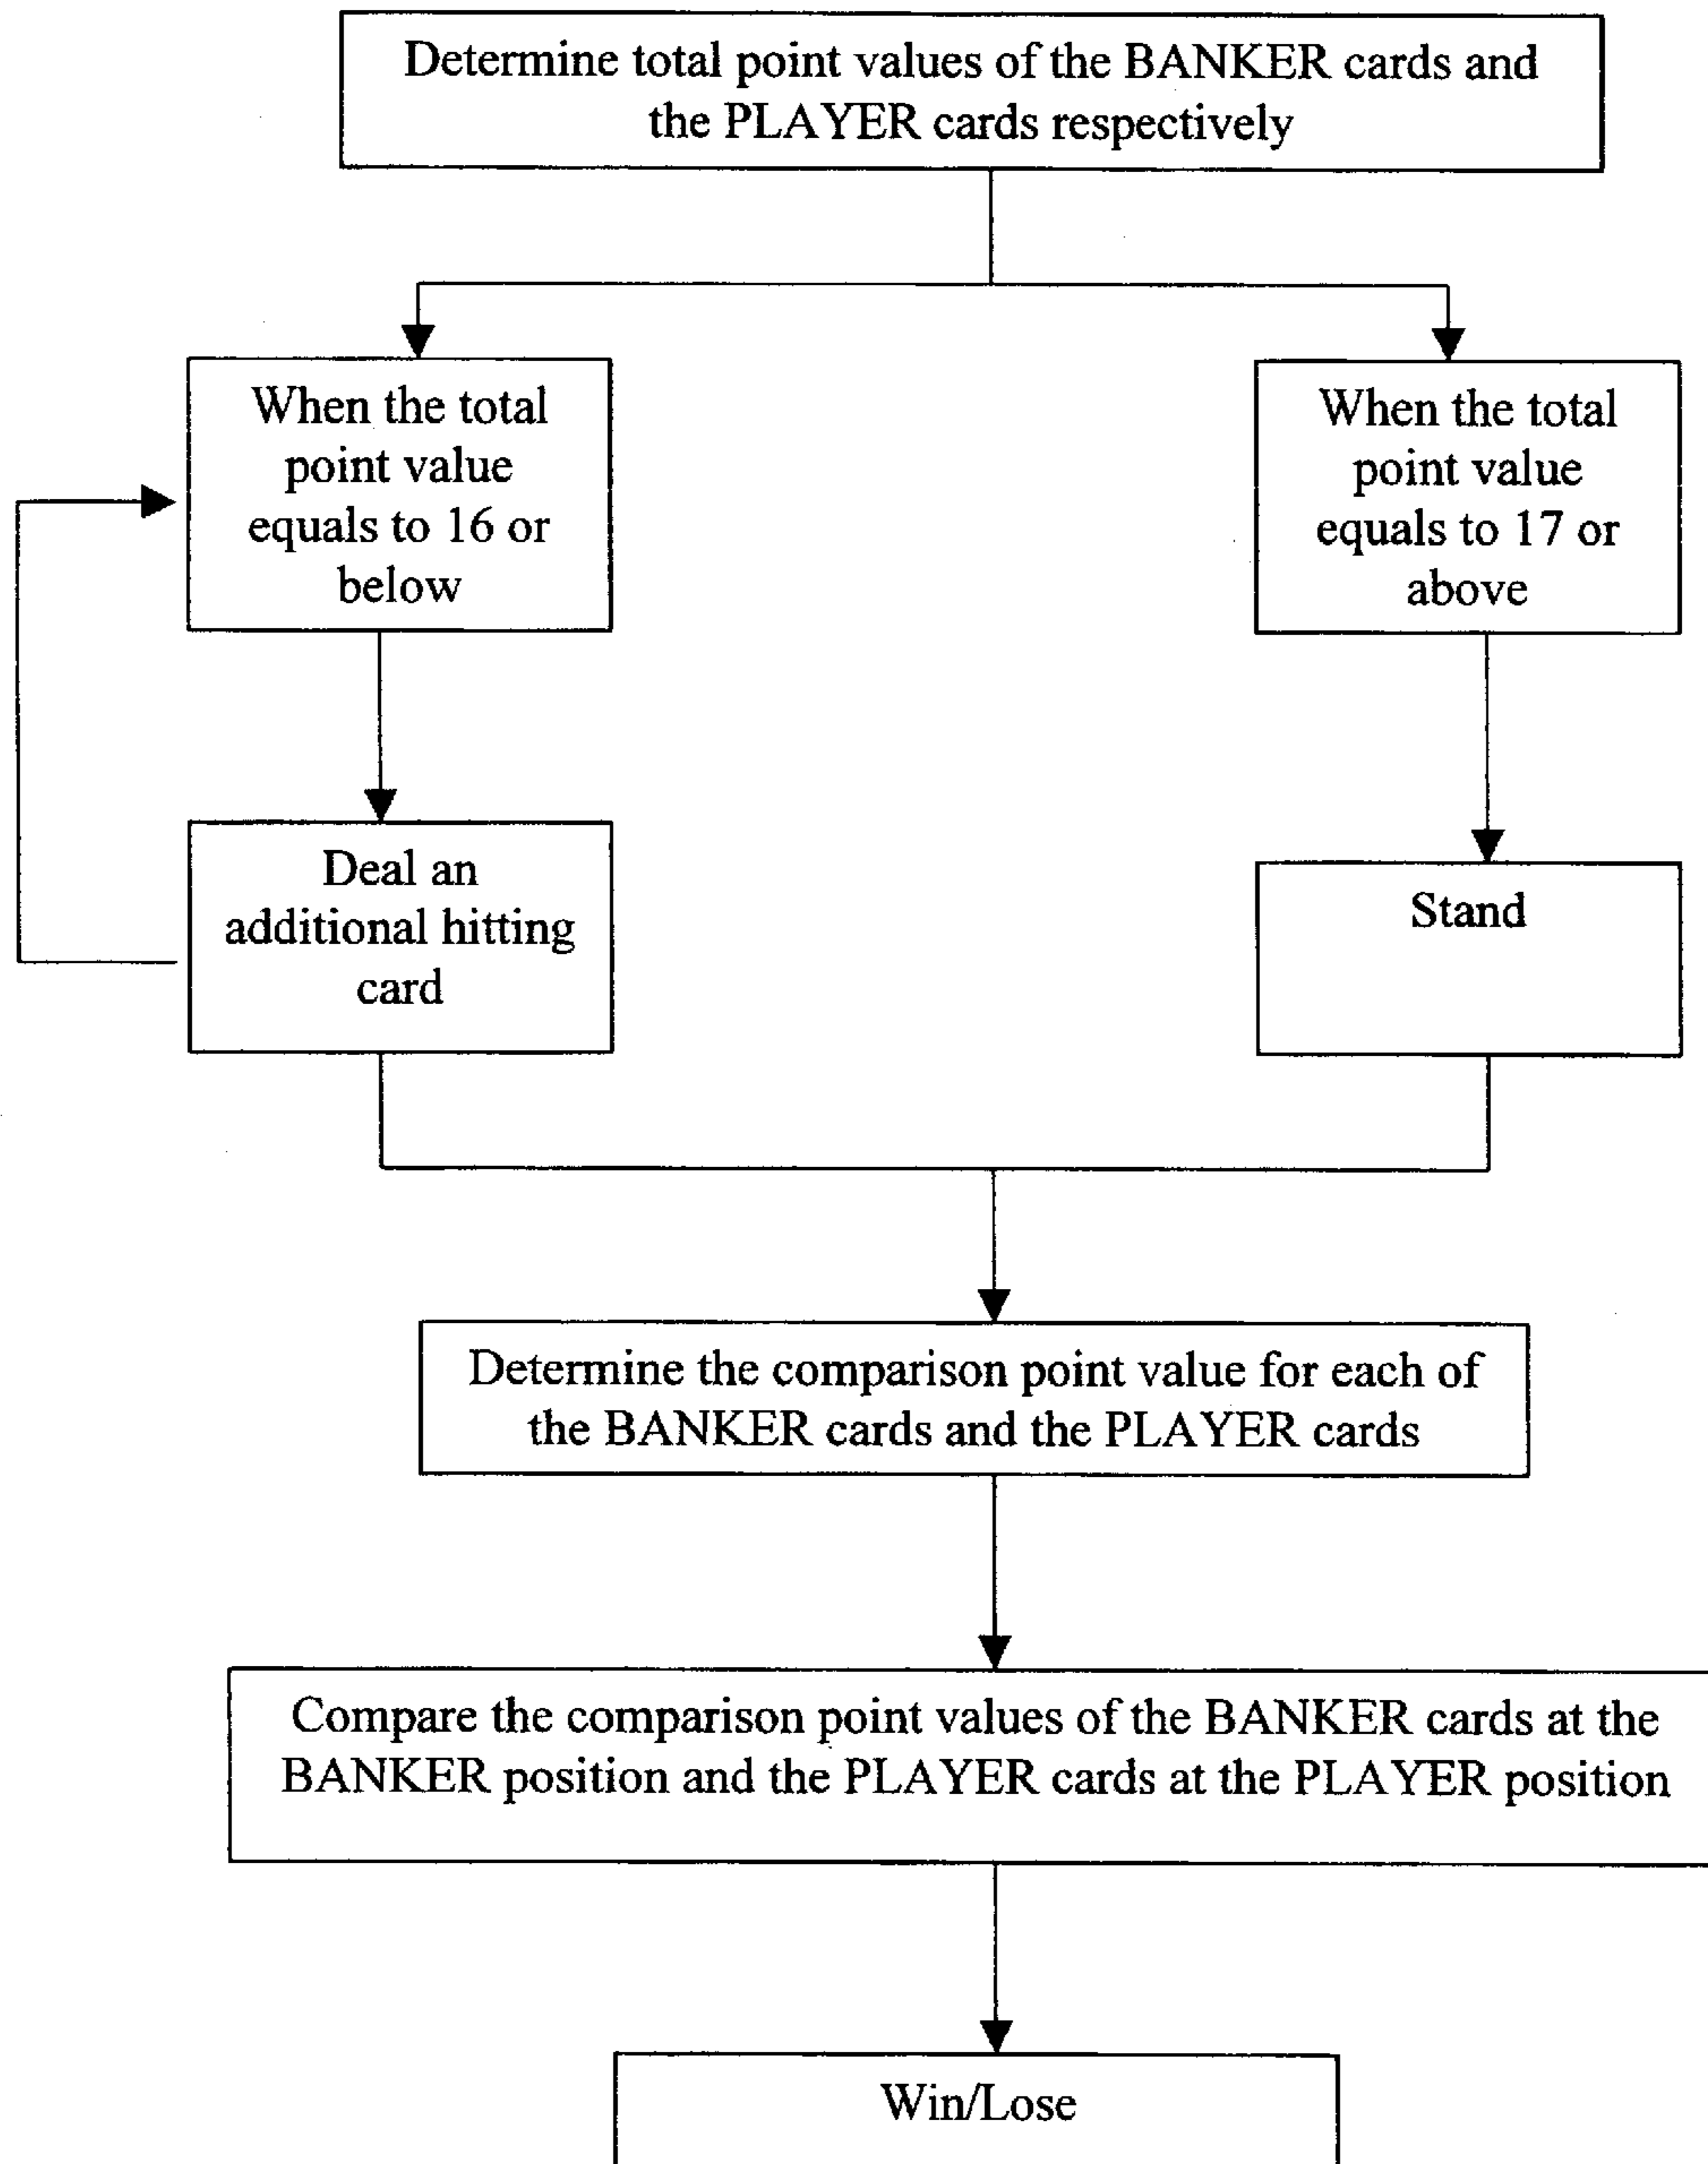 Determine total point values of the BANKER cards and
the PLAYER cards respectively
When the total
point value
equals to 16 or
below
When the total
point value
equals to 17 or
above
Deal an
additional hitting
card
Stand
Determine the comparison point value for each of
the BANKER cards and the PLAYER cards
Compare the comparison point values of the BANKER cards at the
BANKER position and the PLAYER cards at the PLAYER position
Win/Lose